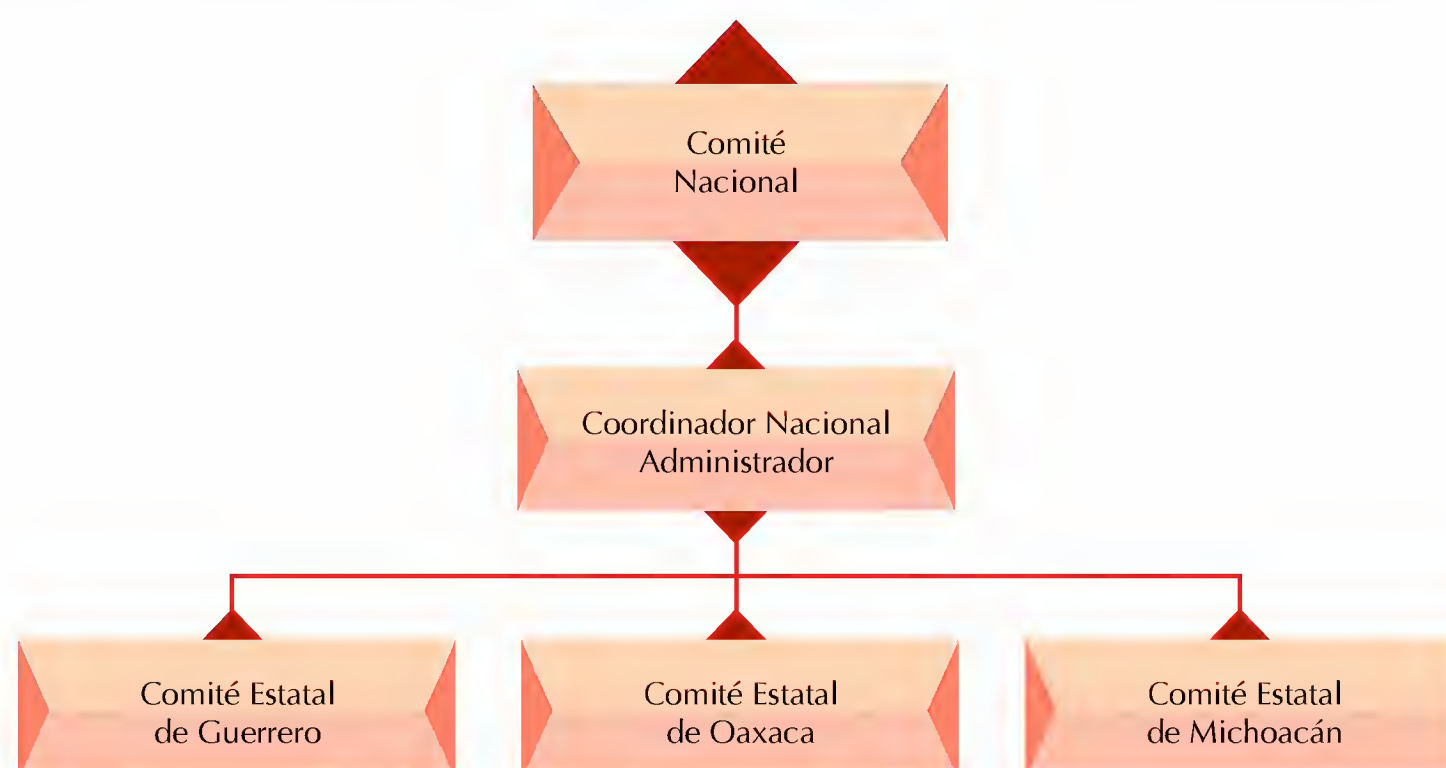 Comité
Nacional
Coordinador Nacional
Administrador
Comité Estatal
de Guerrero
Comité Estatal
de Oaxaca
Comité Estatal
de Michoacán